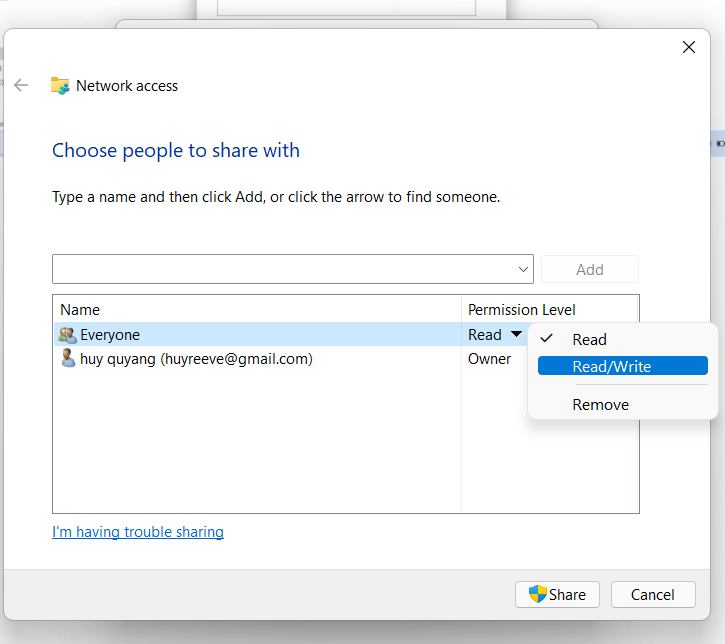 Network access
Choose people to share with
Type a name and then click Add, or click the arrow to find someone.
Add
Name Permission Level
Everyone Read
huy quyang (huyreeve@gmail.com) Owner
Read
Read/Write
Remove
I'm having trouble sharing
Share Cancel